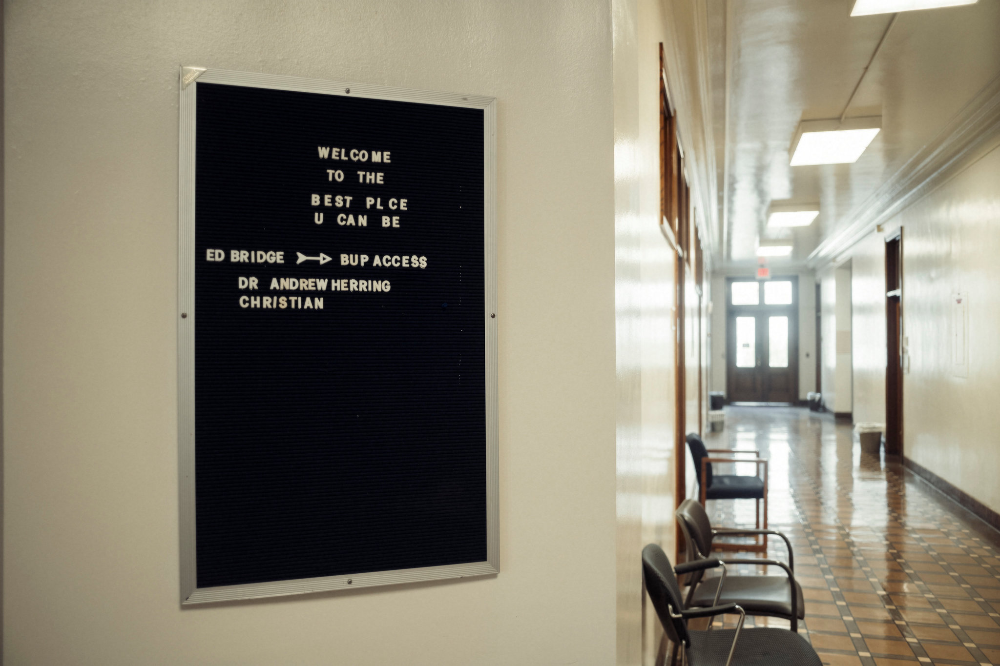 WELCOME
TO THE
BEST PLCE
U CAN BE
ED BRIDGE → BUP ACCESS
DR ANDREW HERRING
CHRISTIAN